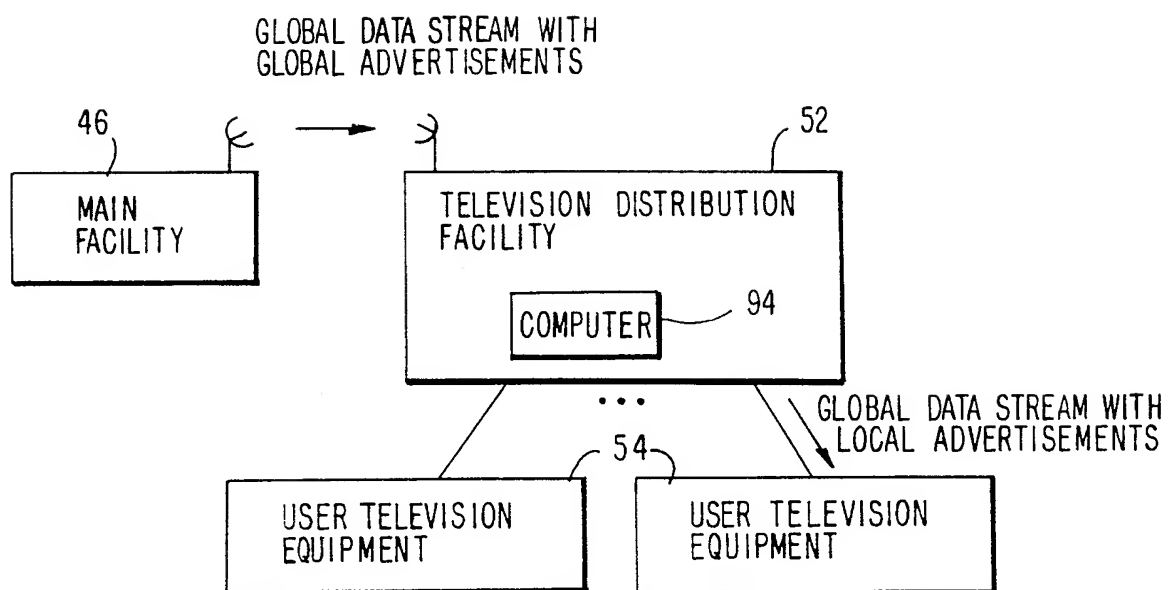 GLOBAL DATA STREAM WITH
GLOBAL ADVERTISEMENTS
46
52
MAIN
FACILITY
TELEVISION DISTRIBUTION
FACILITY
COMPUTER
94
...
GLOBAL DATA STREAM WITH
LOCAL ADVERTISEMENTS
54
USER TELEVISION
EQUIPMENT
USER TELEVISION
EQUIPMENT